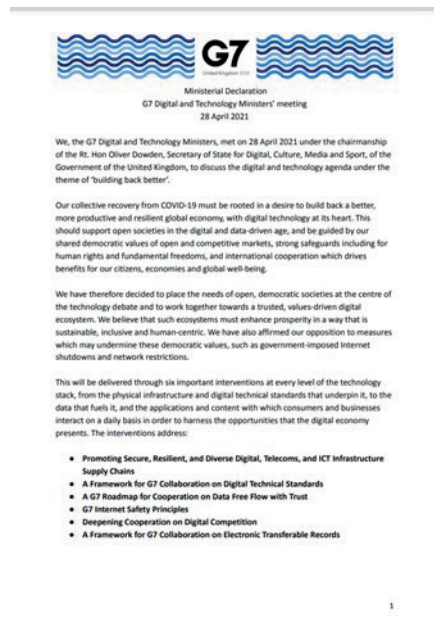 G7
United Kingdom 2021
Ministerial Declaration
G7 Digital and Technology Ministers' meeting
28 April 2021
We, the G7 Digital and Technology Ministers, met on 28 April 2021 under the chairmanship
of the Rt. Hon Oliver Dowden, Secretary of State for Digital, Culture, Media and Sport, of the
Government of the United Kingdom, to discuss the digital and technology agenda under the
theme of 'building back better'.
Our collective recovery from COVID-19 must be rooted in a desire to build back a better,
more productive and resilient global economy, with digital technology at its heart. This
should support open societies in the digital and data-driven age, and be guided by our
shared democratic values of open and competitive markets, strong safeguards including for
human rights and fundamental freedoms, and international cooperation which drives
benefits for our citizens, economies and global well-being.
We have therefore decided to place the needs of open, democratic societies at the centre of
the technology debate and to work together towards a trusted, values-driven digital
ecosystem. We believe that such ecosystems must enhance prosperity in a way that is
sustainable, inclusive and human-centric. We have also affirmed our opposition to measures
which may undermine these democratic values, such as government-imposed Internet
shutdowns and network restrictions.
This will be delivered through six important interventions at every level of the technology
stack, from the physical infrastructure and digital technical standards that underpin it, to the
data that fuels it, and the applications and content with which consumers and businesses
interact on a daily basis in order to harness the opportunities that the digital economy
presents. The interventions address:
● Promoting Secure, Resilient, and Diverse Digital, Telecoms, and ICT Infrastructure
Supply Chains
● A Framework for G7 Collaboration on Digital Technical Standards
● A G7 Roadmap for Cooperation on Data Free Flow with Trust
● G7 Internet Safety Principles
● Deepening Cooperation on Digital Competition
● A Framework for G7 Collaboration on Electronic Transferable Records
1